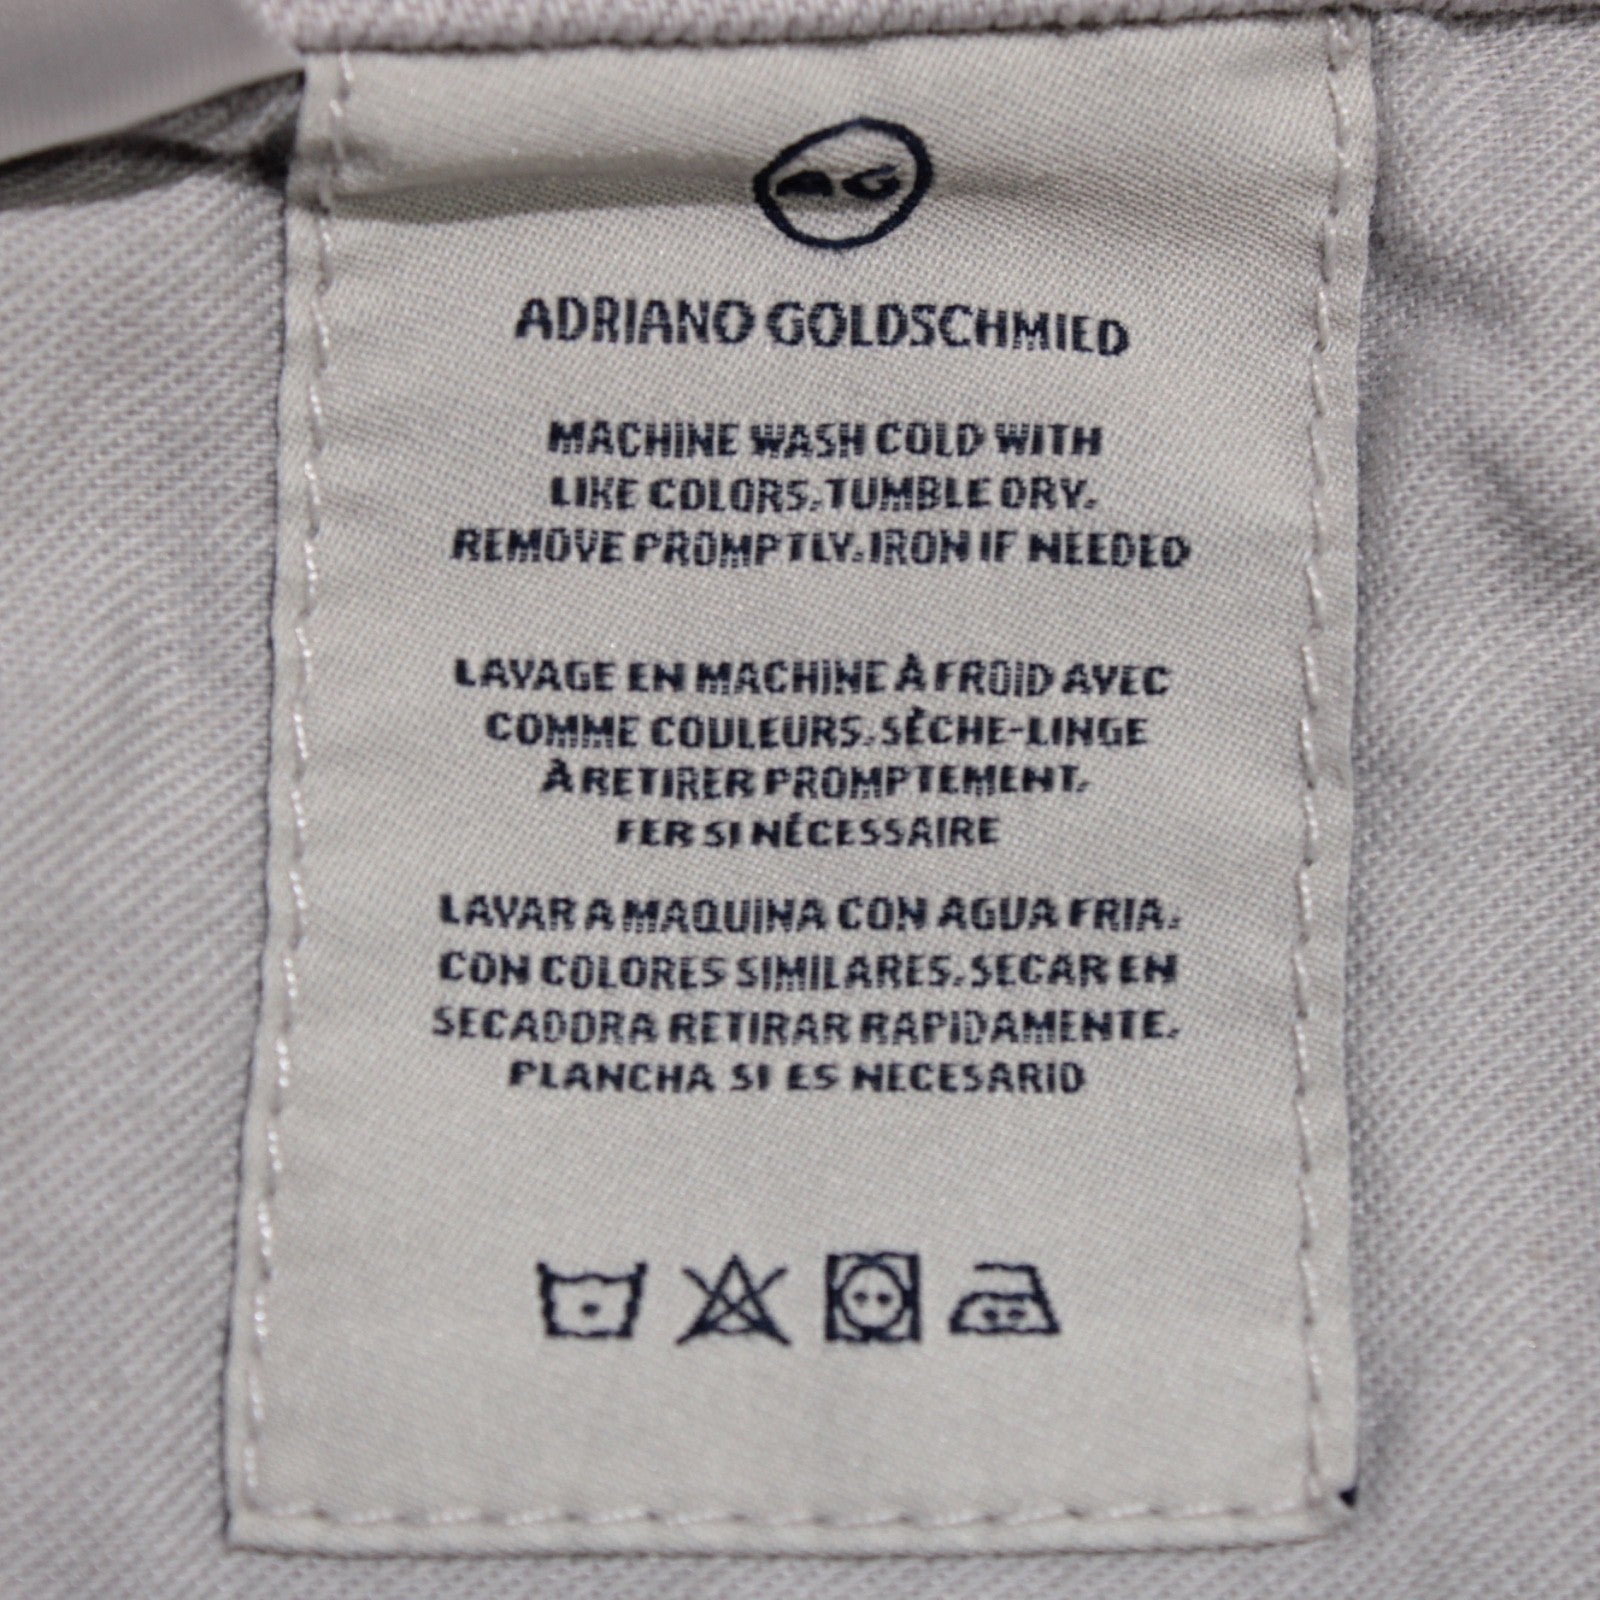 AG
ADRIANO GOLDSCHMIED
MACHINE WASH COLD WITH
LIKE COLORS. TUMBLE DRY.
REMOVE PROMPTLY. IRON IF NEEDED
LAVAGE EN MACHINE À FROID AVEC
COMME COULEURS. SÈCHE-LINGE
À RETIRER PROMPTEMENT.
FER SI NÉCESSAIRE
LAVAR A MAQUINA CON AGUA FRIA.
CON COLORES SIMILARES. SECAR EN
SECADORA RETIRAR RAPIDAMENTE.
PLANCHA SI ES NECESARIO